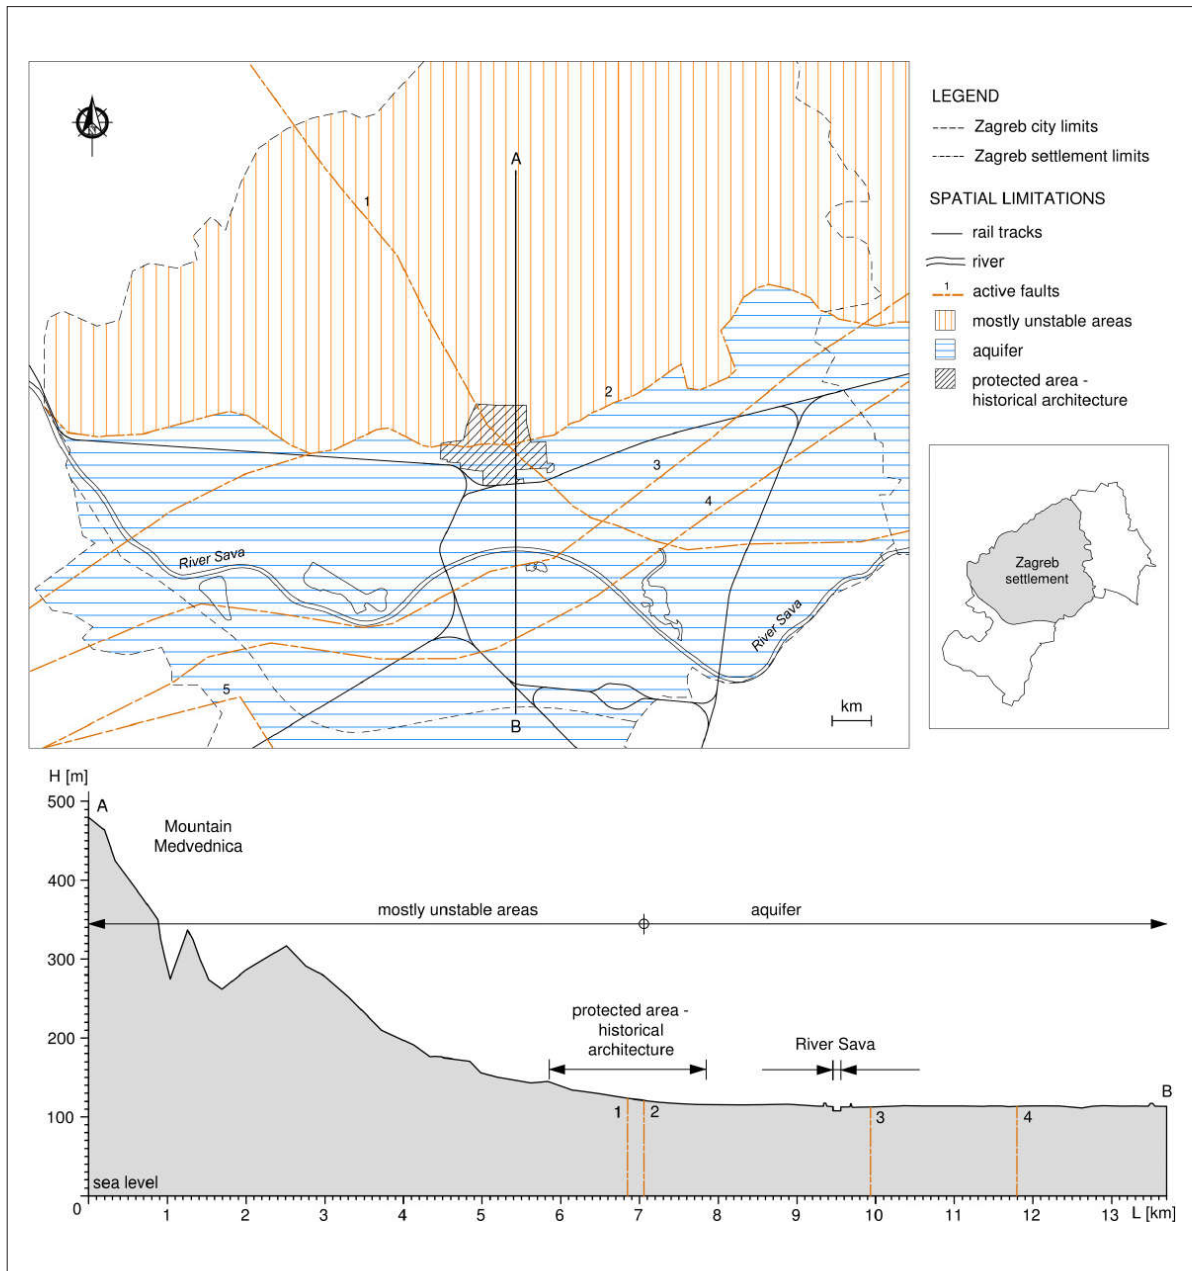 LEGEND
Zagreb city limits
Zagreb settlement limits
SPATIAL LIMITATIONS
rail tracks
river
1
active faults
mostly unstable areas
aquifer
protected area -
historical architecture
N
A
1
2
3
4
River Sava
River Sava
5
B
km
Zagreb
settlement
H [m]
500
A
Mountain
Medvednica
400
mostly unstable areas
aquifer
300
protected area -
historical
architecture
River Sava
200
B
100
1
2
3
4
sea level
0
0
1
2
3
4
5
6
7
8
9
10
11
12
13
L [km]